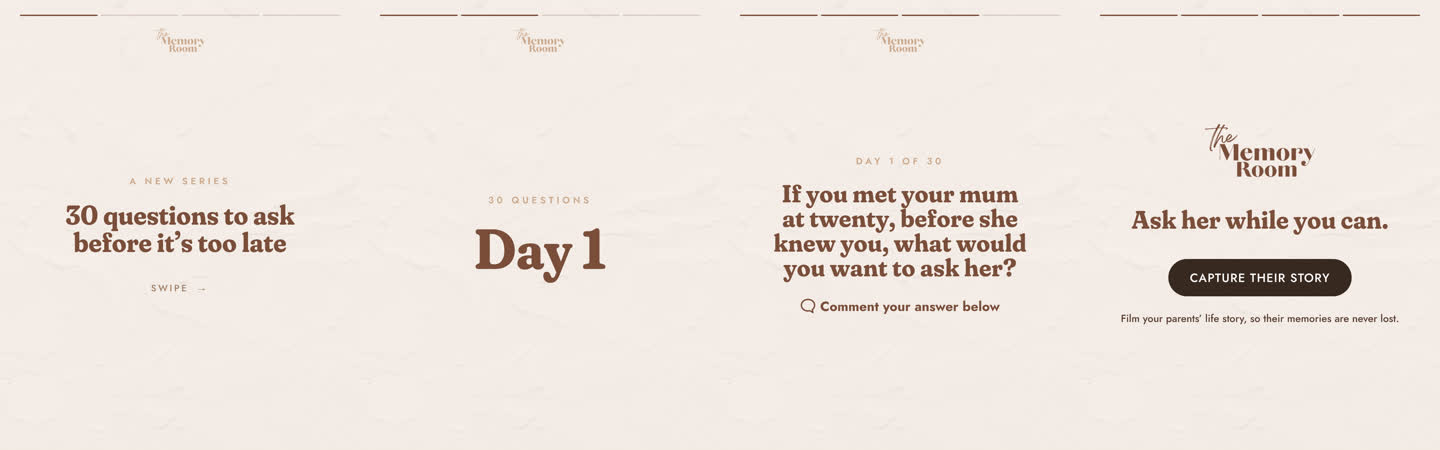 the
Memory
Room
A NEW SERIES
30 questions to ask
before it’s too late
SWIPE →
the
Memory
Room
30 QUESTIONS
Day 1
the
Memory
Room
DAY 1 OF 30
If you met your mum
at twenty, before she
knew you, what would
you want to ask her?
Comment your answer below
the
Memory
Room
Ask her while you can.
CAPTURE THEIR STORY
Film your parents’ life story, so their memories are never lost.